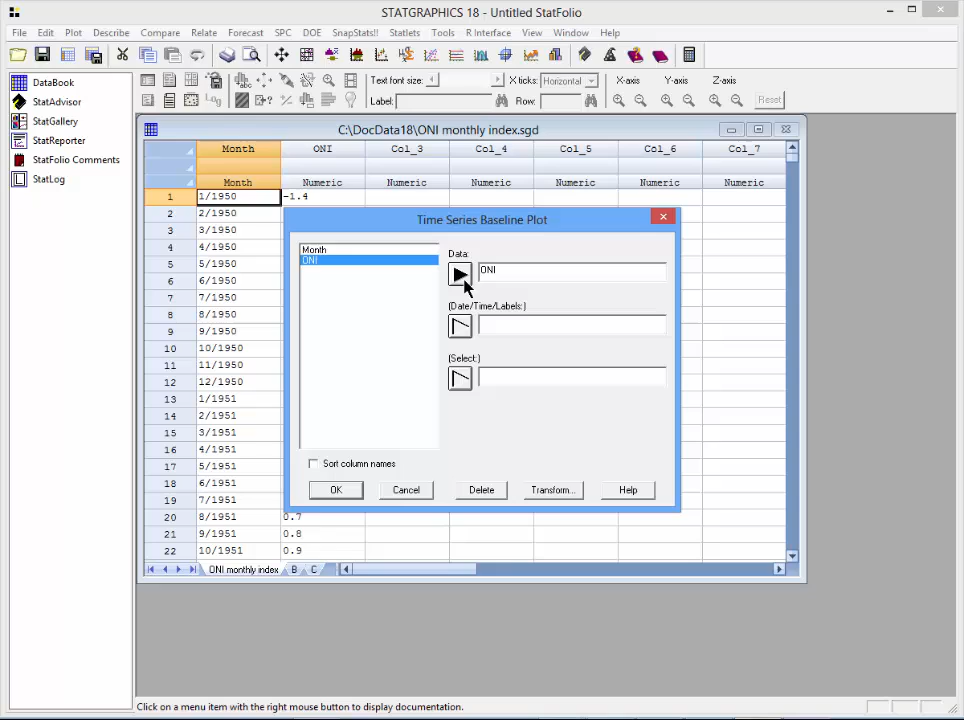 STATGRAPHICS 18 - Untitled StatFolio
File Edit Plot Describe Compare Relate Forecast SPC DOE SnapStats!! Statlets Tools R Interface View Window Help
Text font size: X ticks: Horizontal X-axis Y-axis Z-axis
Label: Row: Reset
DataBook
StatAdvisor
StatGallery
StatReporter
StatFolio Comments
StatLog
C:\DocData18\ONI monthly index.sgd
Month ONI Col_3 Col_4 Col_5 Col_6 Col_7
Month Numeric Numeric Numeric Numeric Numeric Numeric
1 1/1950 -1.4
2 2/1950
3 3/1950
4 4/1950
5 5/1950
6 6/1950
7 7/1950
8 8/1950
9 9/1950
10 10/1950
11 11/1950
12 12/1950
13 1/1951
14 2/1951
15 3/1951
16 4/1951
17 5/1951
18 6/1951
19 7/1951
20 8/1951 0.7
21 9/1951 0.8
22 10/1951 0.9
ONI monthly index B C
Time Series Baseline Plot
Month
ONI
Data:
ONI
(Date/Time/Labels:)
(Select:)
Sort column names
OK Cancel Delete Transform... Help
Click on a menu item with the right mouse button to display documentation.